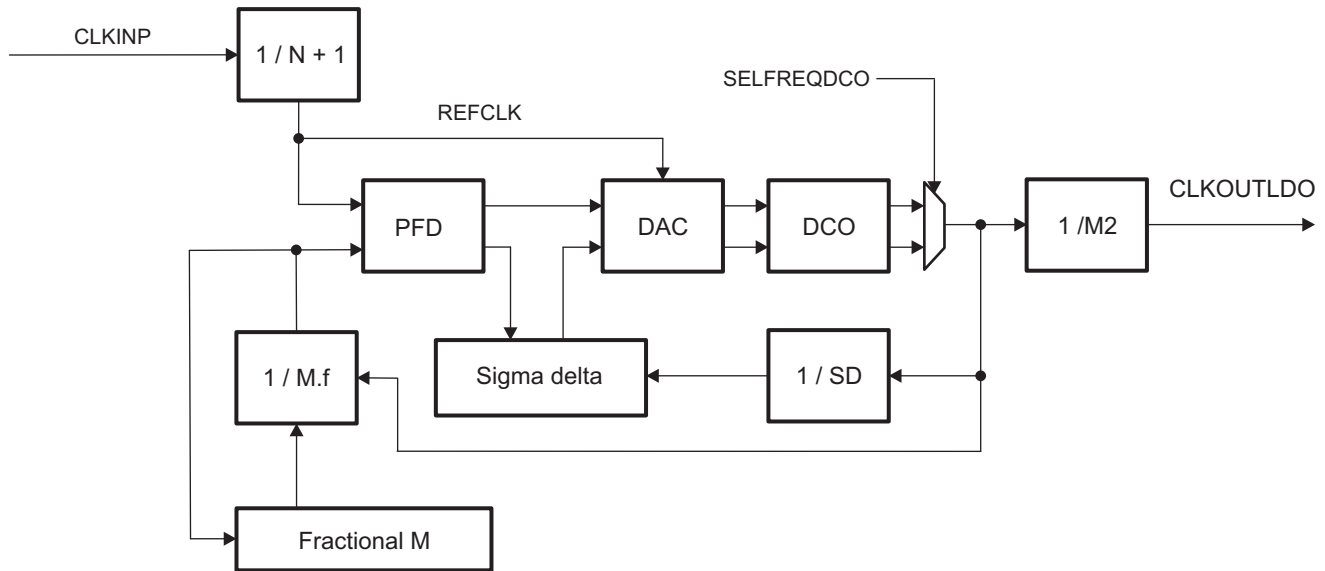 CLKINP
1 / N + 1
SELFREQDCO
REFCLK
CLKOUTLDO
PFD
DAC
DCO
1 /M2
1 / M.f
Sigma delta
1 / SD
Fractional M